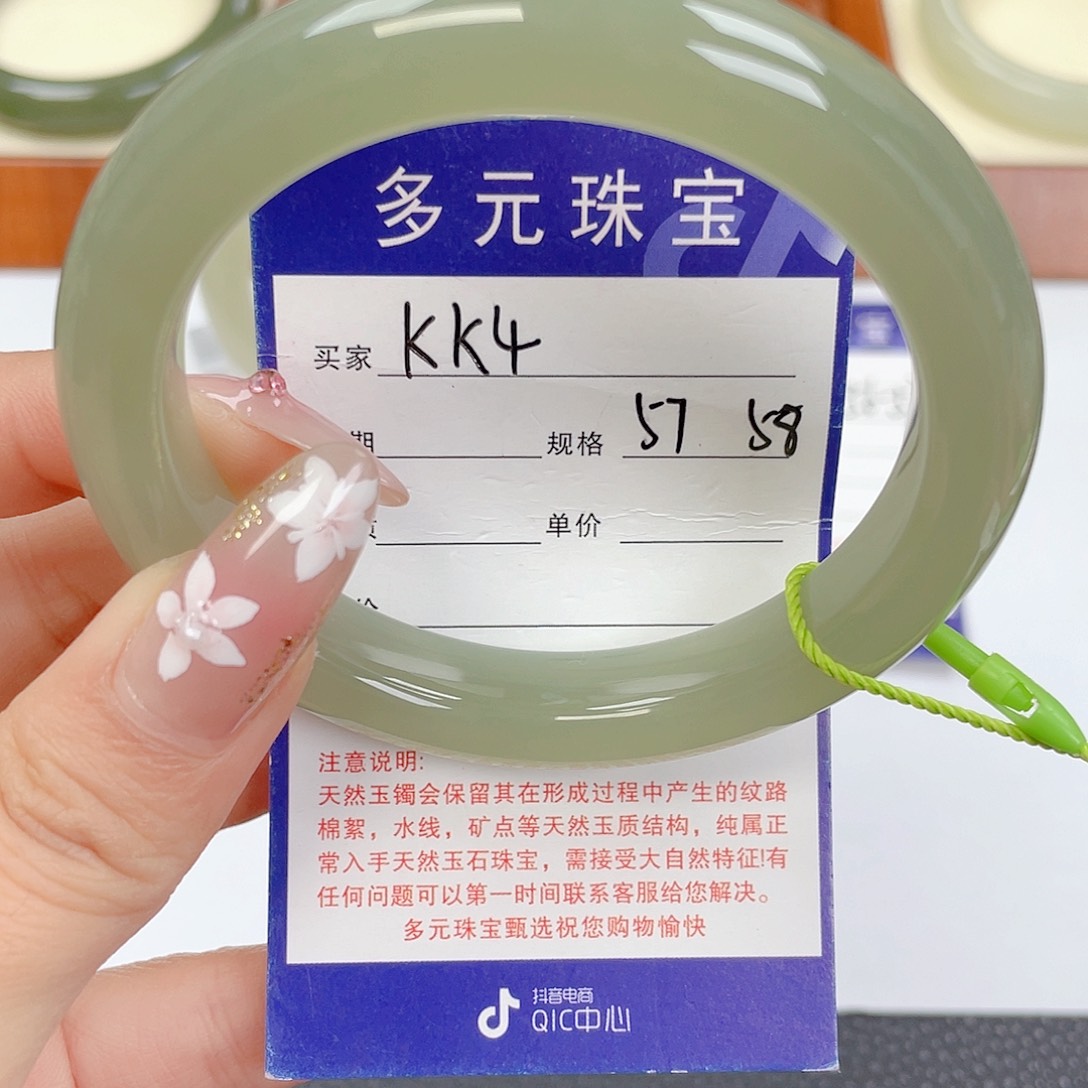 多元珠宝
买家 KK4
期 规格 57 58
单价
注意说明:
天然玉镯会保留其在形成过程中产生的纹路
棉絮，水线，矿点等天然玉质结构，纯属正
常入手天然玉石珠宝，需接受大自然特征!有
任何问题可以第一时间联系客服给您解决。
多元珠宝甄选祝您购物愉快
抖音电商
QIC中心